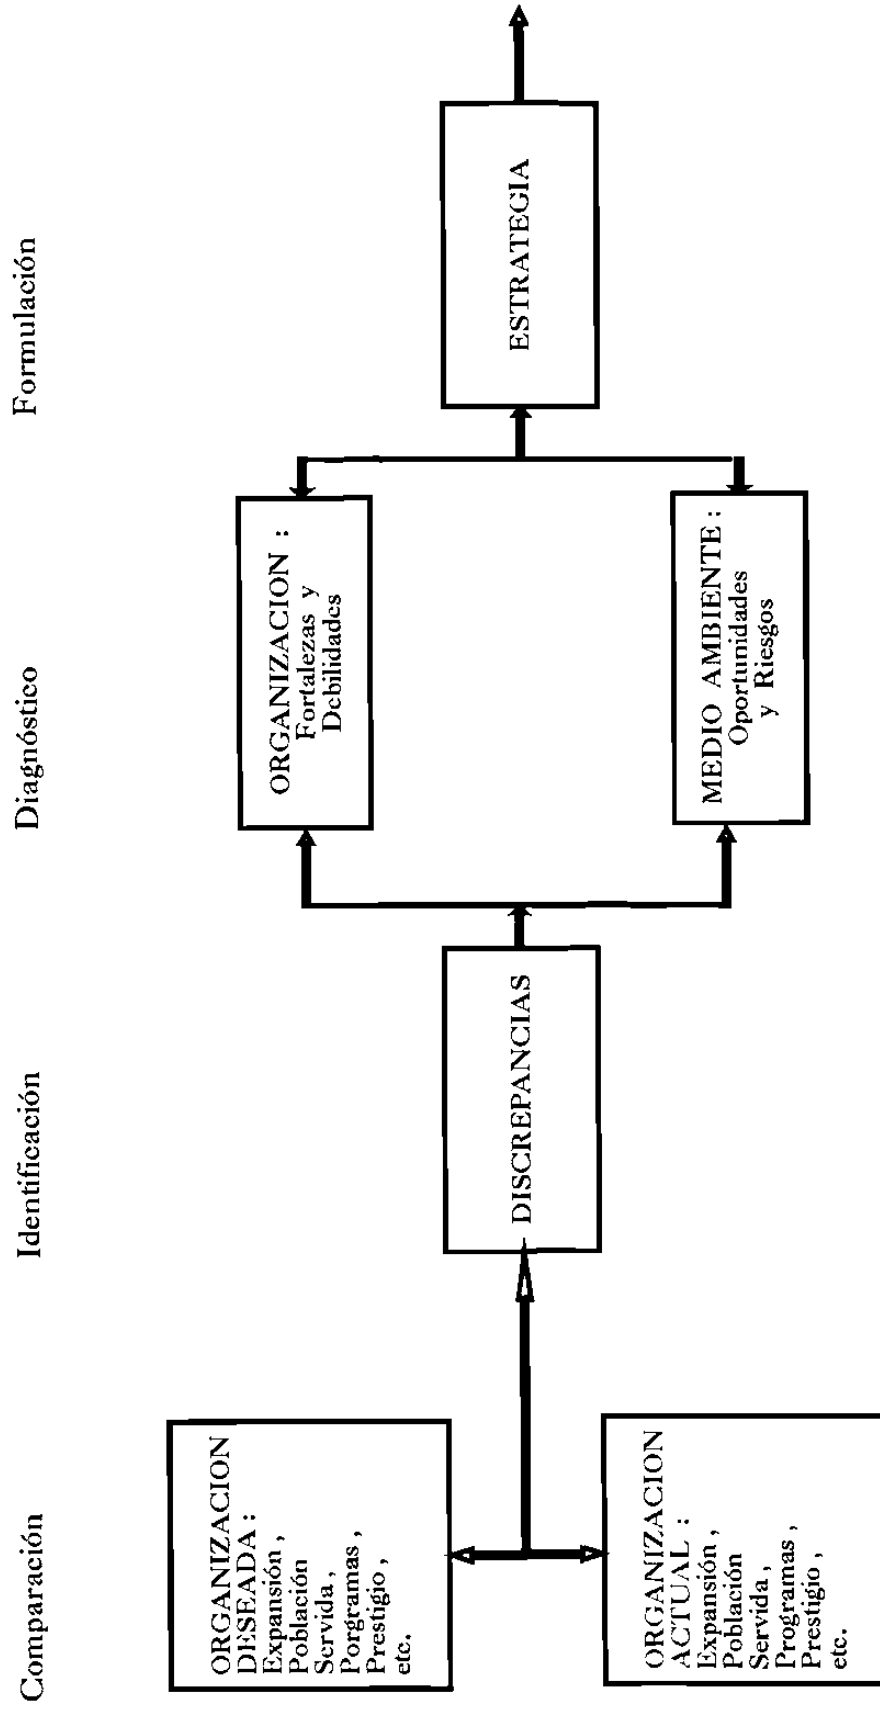 Comparación
Identificación
Diagnóstico
Formulación
ORGANIZACION
DESEADA :
Expansión ,
Población
Servida ,
Porgramas ,
Prestigio ,
etc.
ORGANIZACION
ACTUAL :
Expansión,
Población
Servida ,
Programas ,
Prestigio ,
etc.
DISCREPANCIAS
ORGANIZACION :
Fortalezas y
Debilidades
MEDIO AMBIENTE :
Oportunidades
y Riesgos
ESTRATEGIA